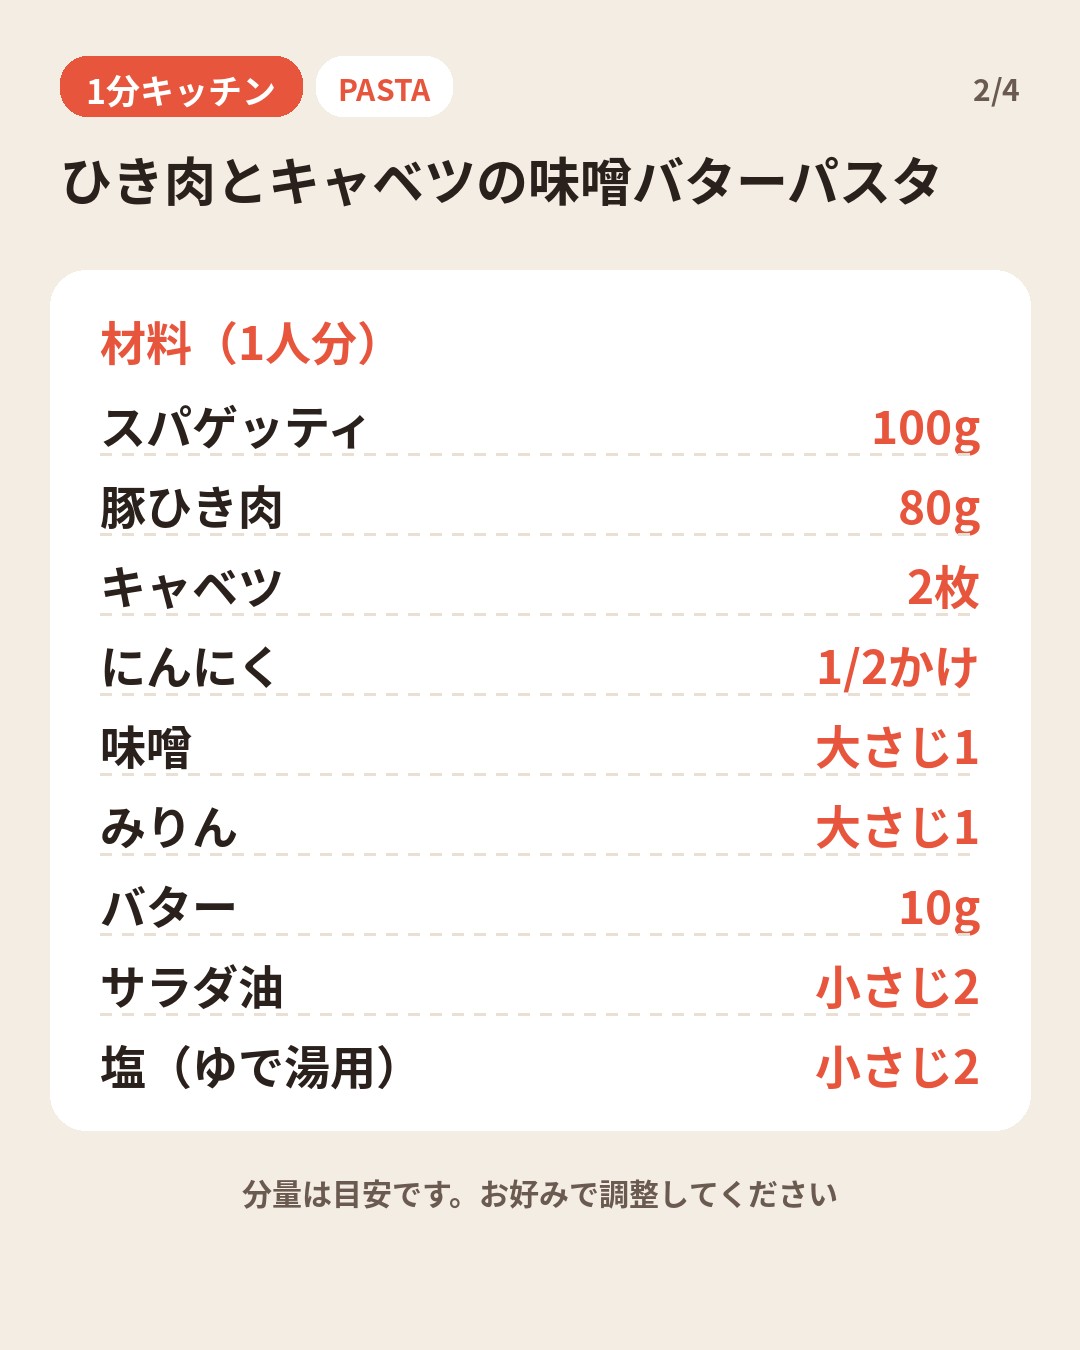 1分キッチン PASTA 2/4
ひき肉とキャベツの味噌バターパスタ
材料（1人分）
スパゲッティ 100g
豚ひき肉 80g
キャベツ 2枚
にんにく 1/2かけ
味噌 大さじ1
みりん 大さじ1
バター 10g
サラダ油 小さじ2
塩（ゆで湯用） 小さじ2
分量は目安です。お好みで調整してください